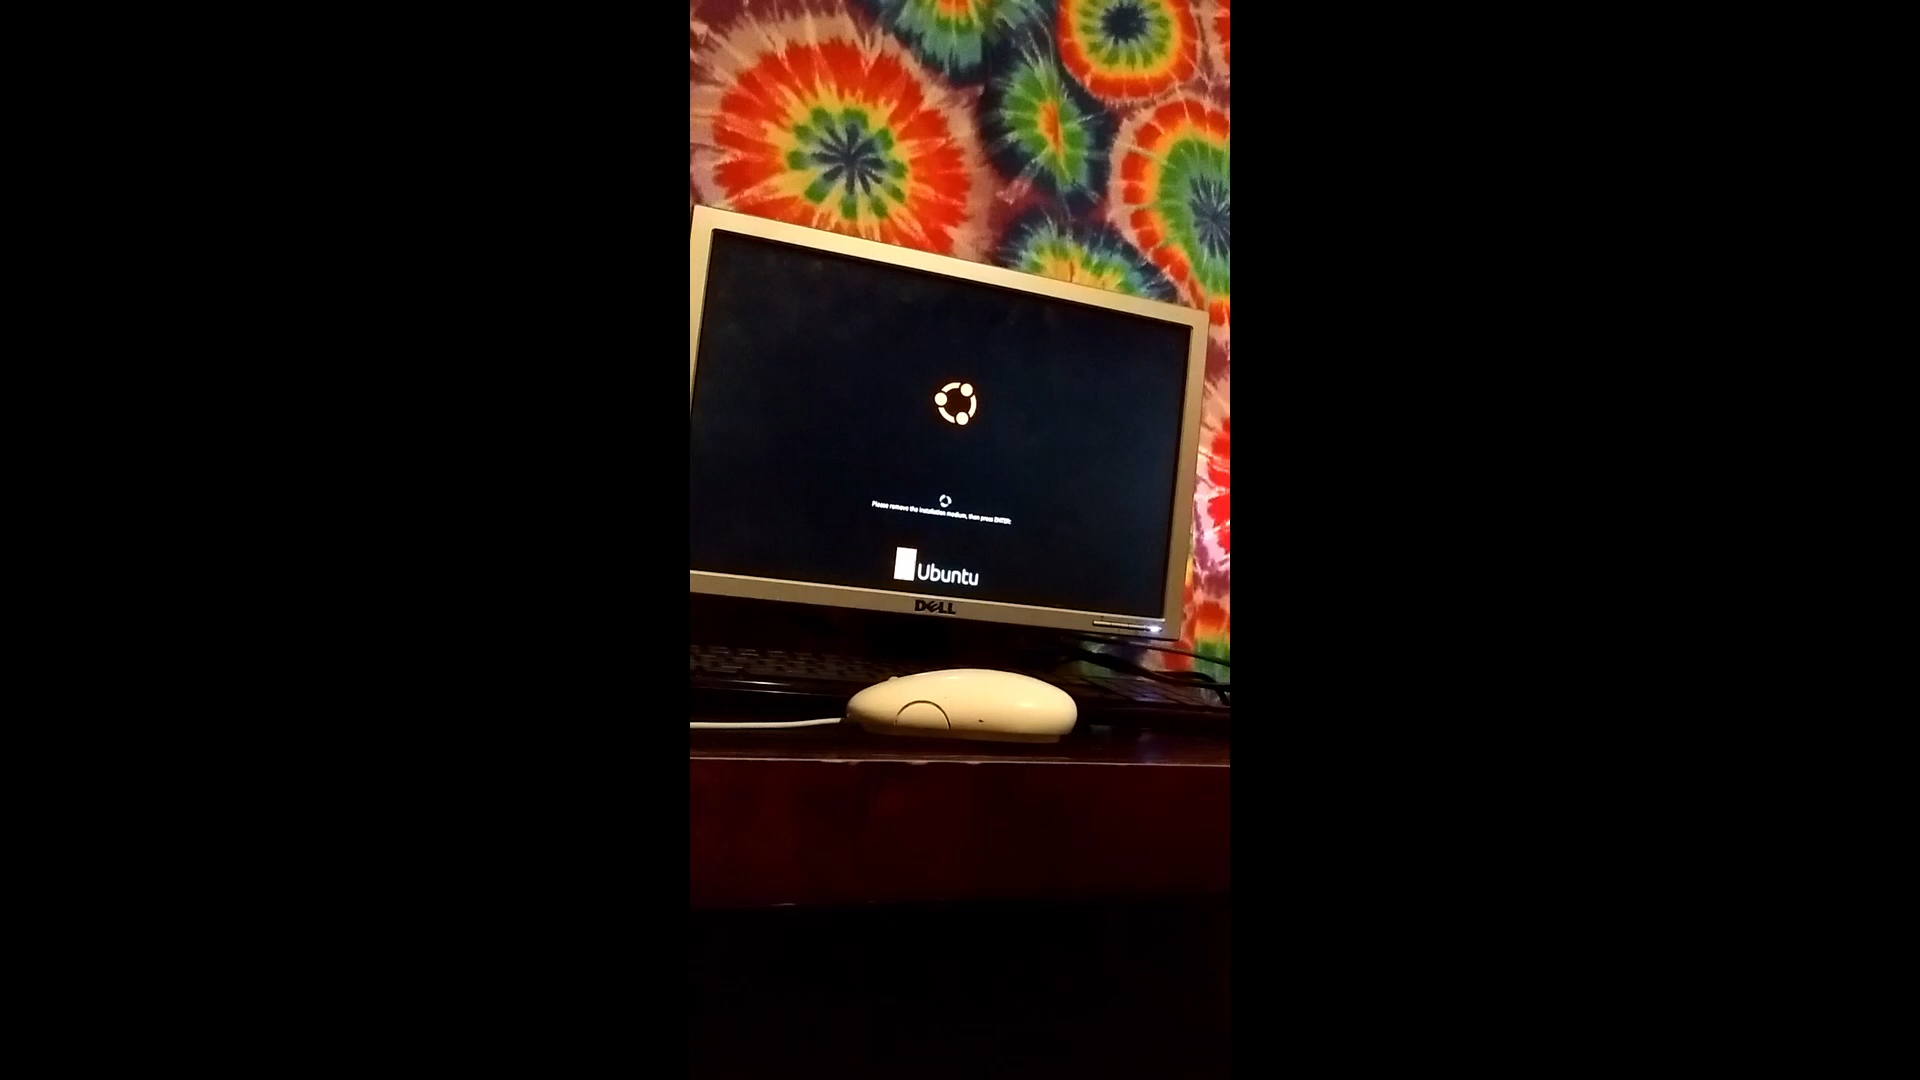 Please remove the installation medium, then press ENTER:
Ubuntu
DELL